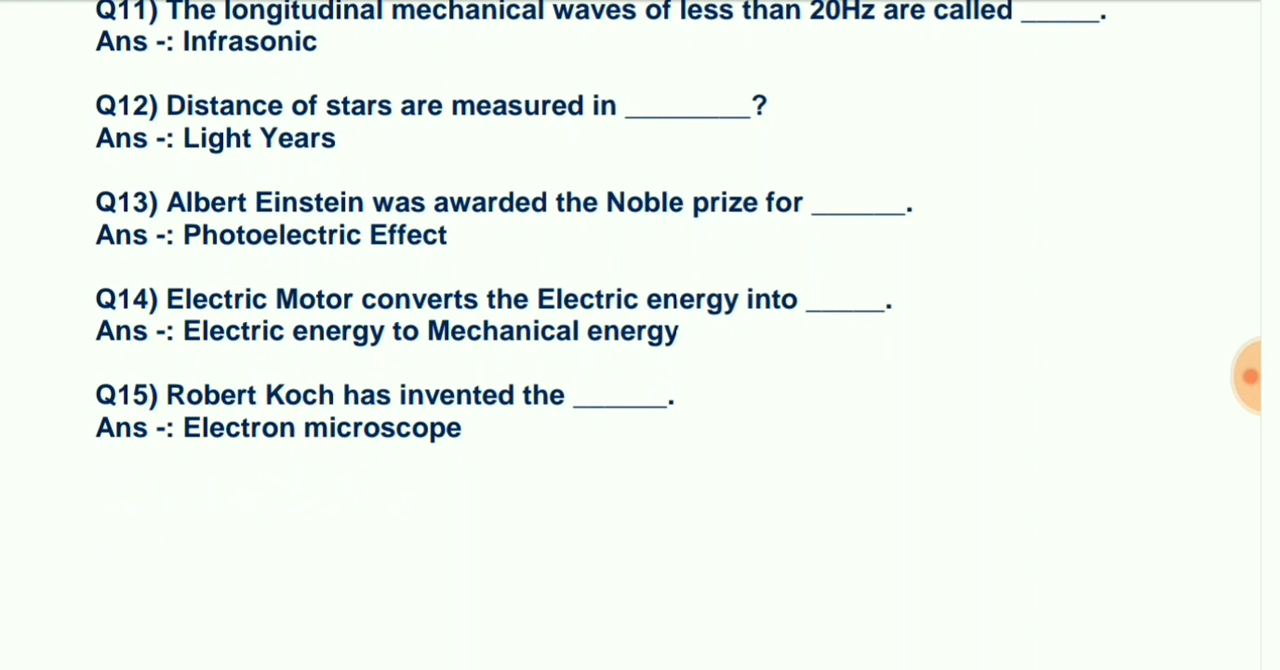 Q11) The longitudinal mechanical waves of less than 20Hz are called _____.
Ans -: Infrasonic
Q12) Distance of stars are measured in ________?
Ans -: Light Years
Q13) Albert Einstein was awarded the Noble prize for ______.
Ans -: Photoelectric Effect
Q14) Electric Motor converts the Electric energy into _____.
Ans -: Electric energy to Mechanical energy
Q15) Robert Koch has invented the ______.
Ans -: Electron microscope